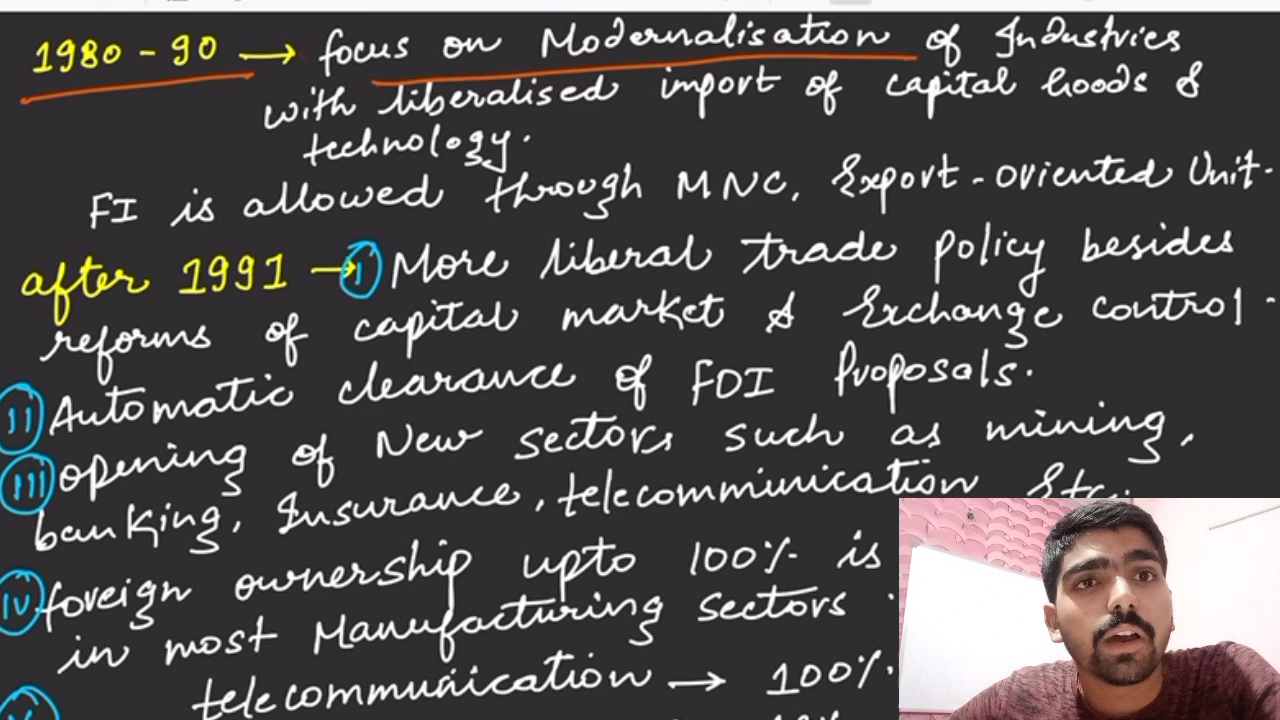 1980 - 90 → focus on Modernalisation of Industries
with liberalised import of capital Goods &
technology.
FI is allowed through MNC, Export-oriented Unit.
after 1991 → i More liberal trade policy besides
reforms of capital market & Exchange control.
ii Automatic clearance of FDI Proposals.
iii opening of New sectors such as mining,
banking, Insurance, telecommunication Etc.
iv. foreign ownership upto 100% is
in most Manufacturing sectors.
telecommunication → 100%.